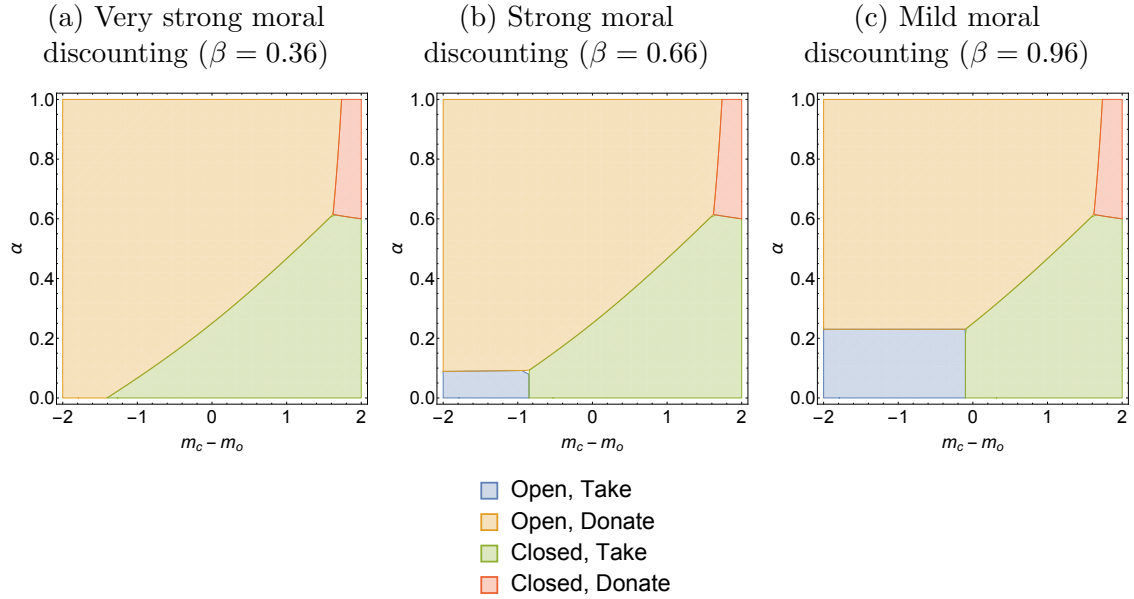 (a) Very strong moral
discounting (β = 0.36)
(b) Strong moral
discounting (β = 0.66)
(c) Mild moral
discounting (β = 0.96)
1.0
0.8
0.6
0.4
0.2
0.0
α
−2 −1 0 1 2
m_c − m_o
1.0
0.8
0.6
0.4
0.2
0.0
α
−2 −1 0 1 2
m_c − m_o
1.0
0.8
0.6
0.4
0.2
0.0
α
−2 −1 0 1 2
m_c − m_o
Open, Take
Open, Donate
Closed, Take
Closed, Donate